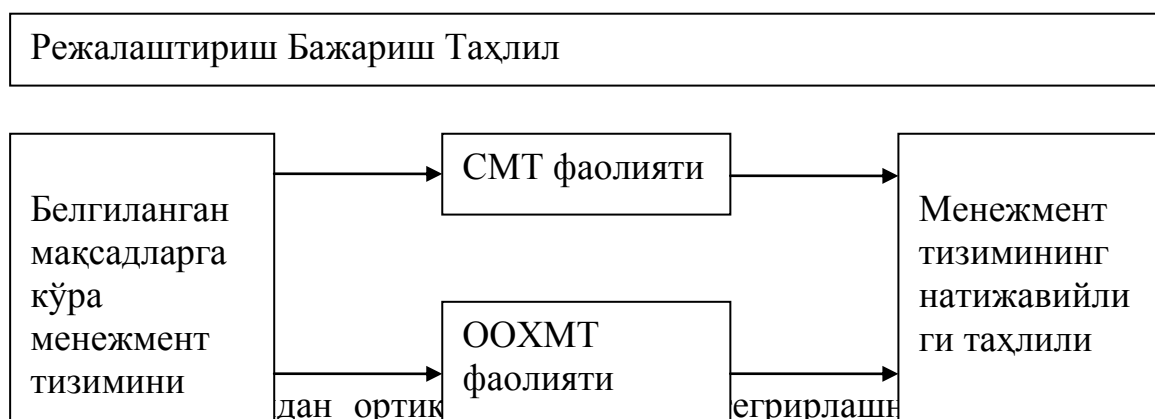 Режалаштириш Бажариш Таҳлил
Белгиланган
мақсадларга
кўра
менежмент
тизимини
СМТ фаолияти
ООХМТ
фаолияти
Менежмент
тизимининг
натижавийли
ги таҳлили